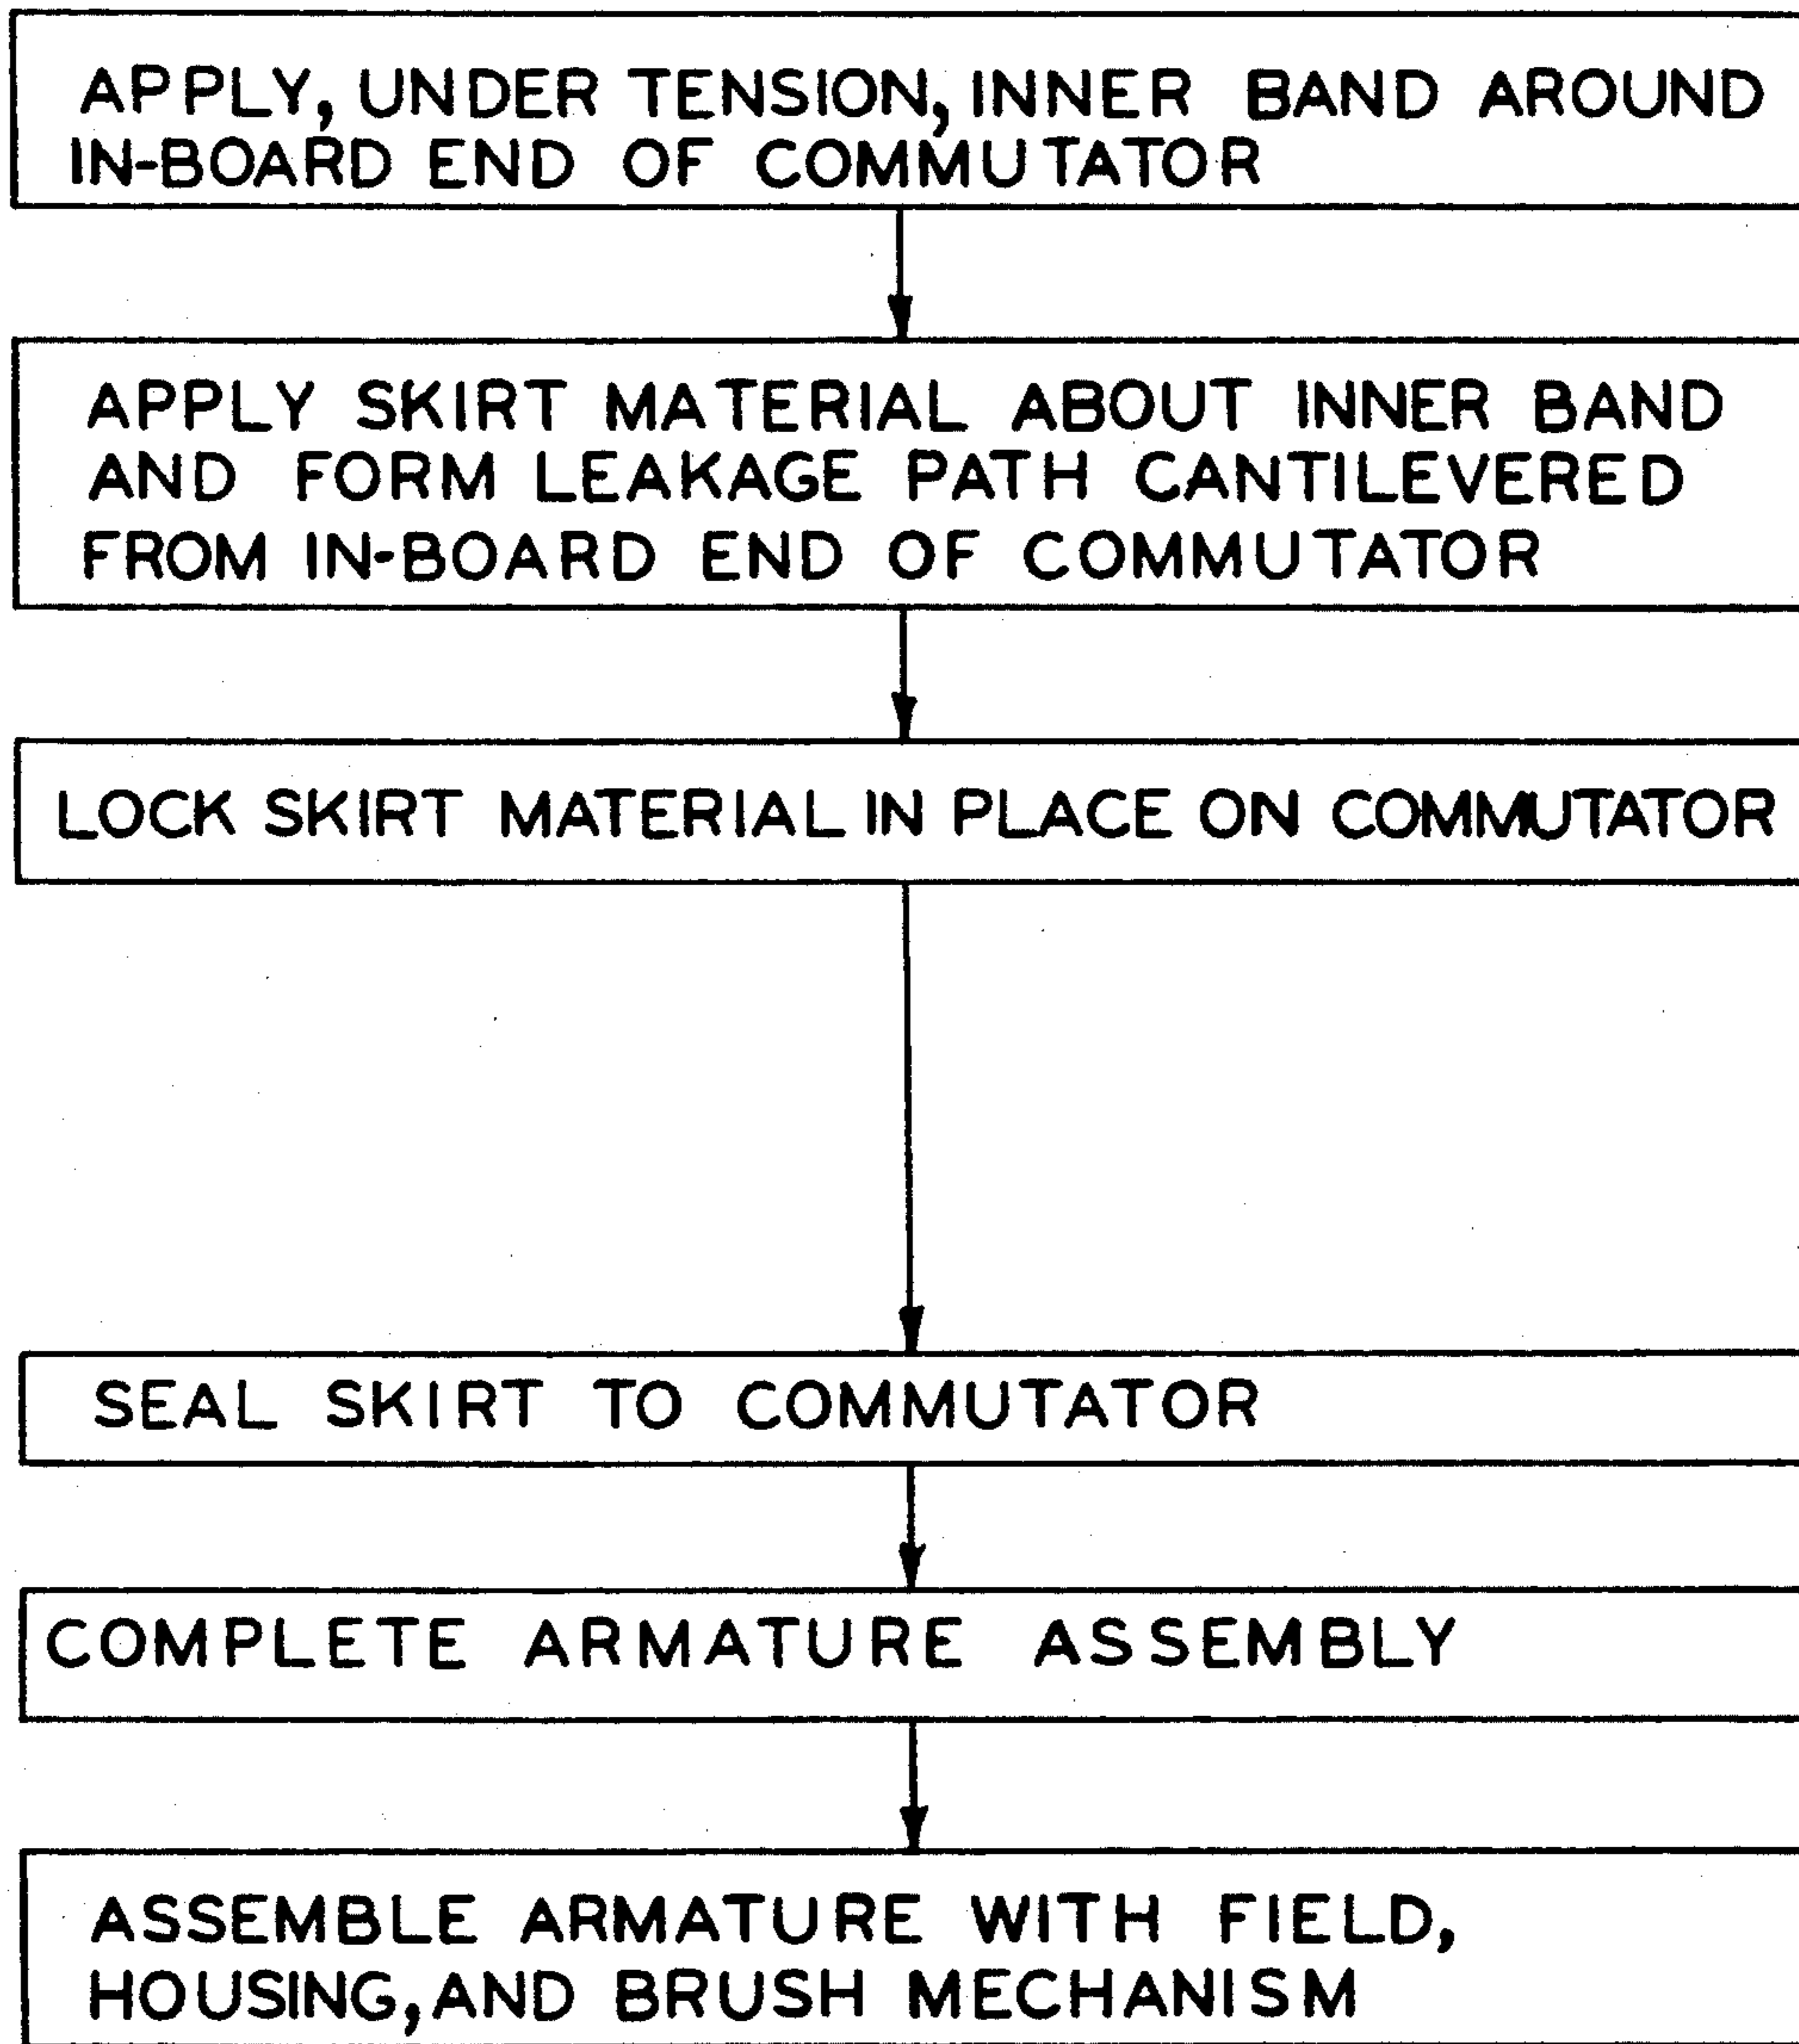 APPLY, UNDER TENSION, INNER BAND AROUND
IN-BOARD END OF COMMUTATOR
APPLY SKIRT MATERIAL ABOUT INNER BAND
AND FORM LEAKAGE PATH CANTILEVERED
FROM IN-BOARD END OF COMMUTATOR
LOCK SKIRT MATERIAL IN PLACE ON COMMUTATOR
SEAL SKIRT TO COMMUTATOR
COMPLETE ARMATURE ASSEMBLY
ASSEMBLE ARMATURE WITH FIELD,
HOUSING, AND BRUSH MECHANISM